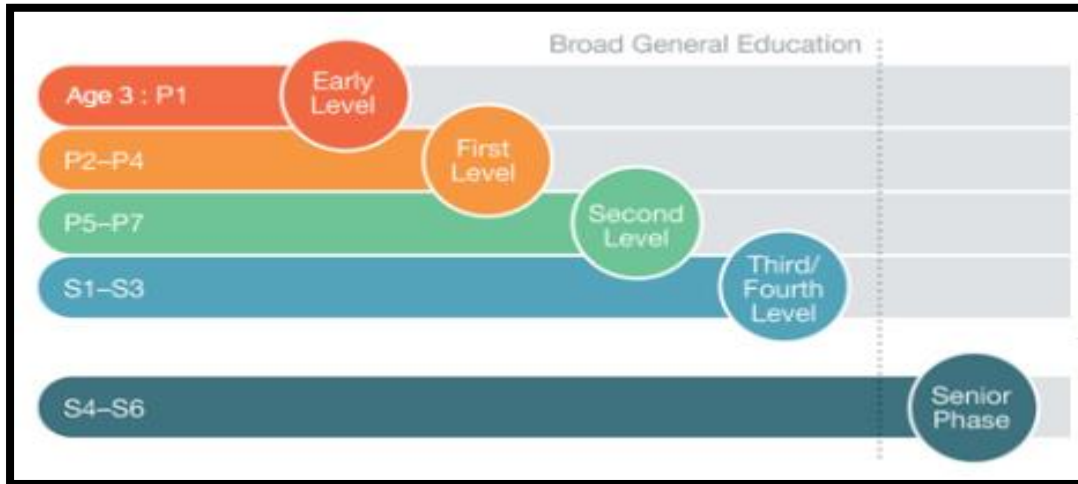 Broad General Education
Age 3 : P1
Early
Level
P2–P4
First
Level
P5–P7
Second
Level
S1–S3
Third/
Fourth
Level
S4–S6
Senior
Phase